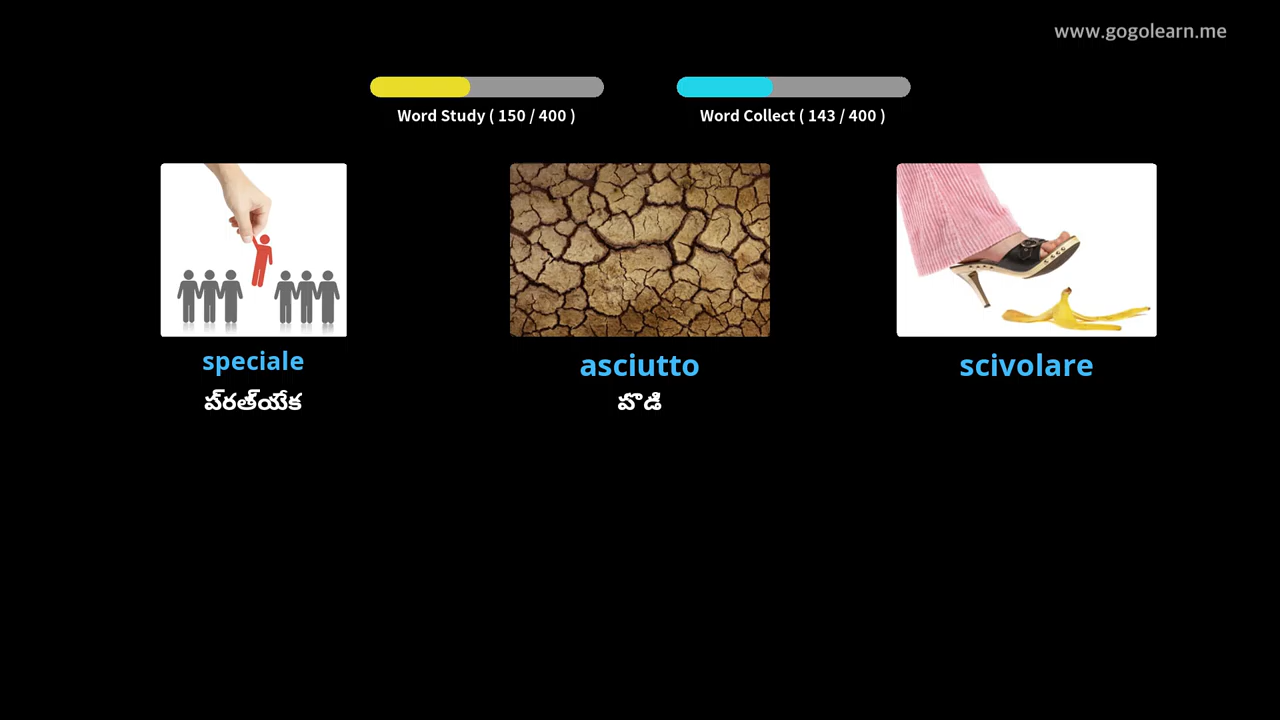 www.gogolearn.me
Word Study ( 150 / 400 )
Word Collect ( 143 / 400 )
speciale
asciutto
scivolare
ప్రత్యేక
పొడి